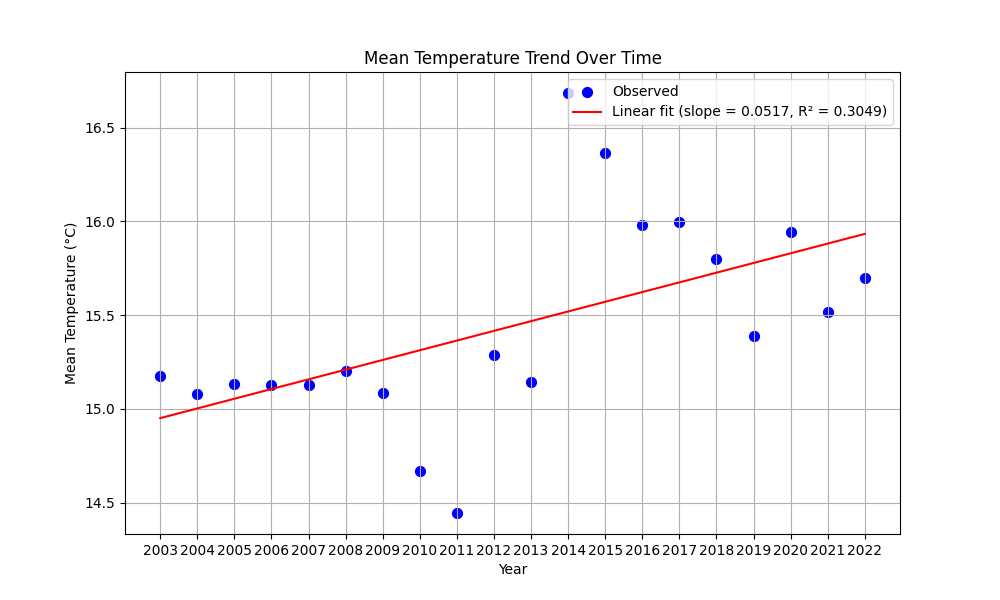 Mean Temperature Trend Over Time
Observed
Linear fit (slope = 0.0517, R² = 0.3049)
Mean Temperature (°C)
16.5
16.0
15.5
15.0
14.5
2003 2004 2005 2006 2007 2008 2009 2010 2011 2012 2013 2014 2015 2016 2017 2018 2019 2020 2021 2022
Year